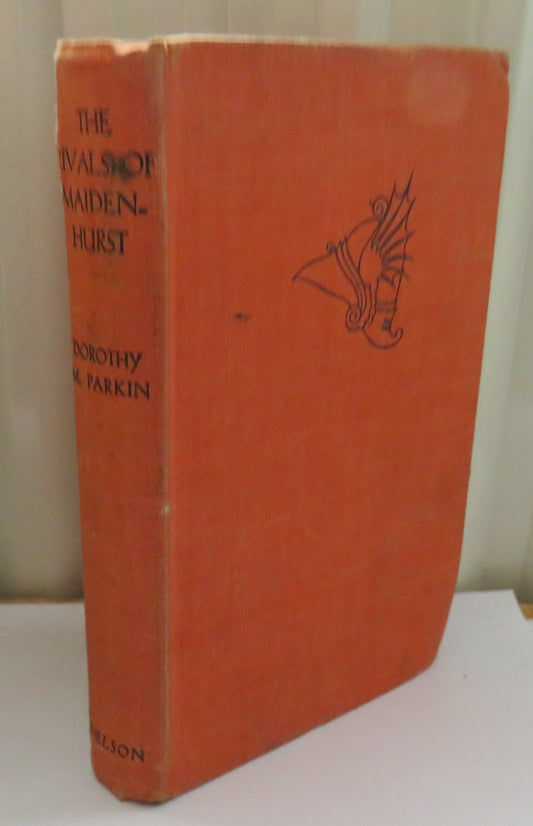 THE
RIVALS OF
MAIDEN-
HURST
DOROTHY
M. PARKIN
NELSON